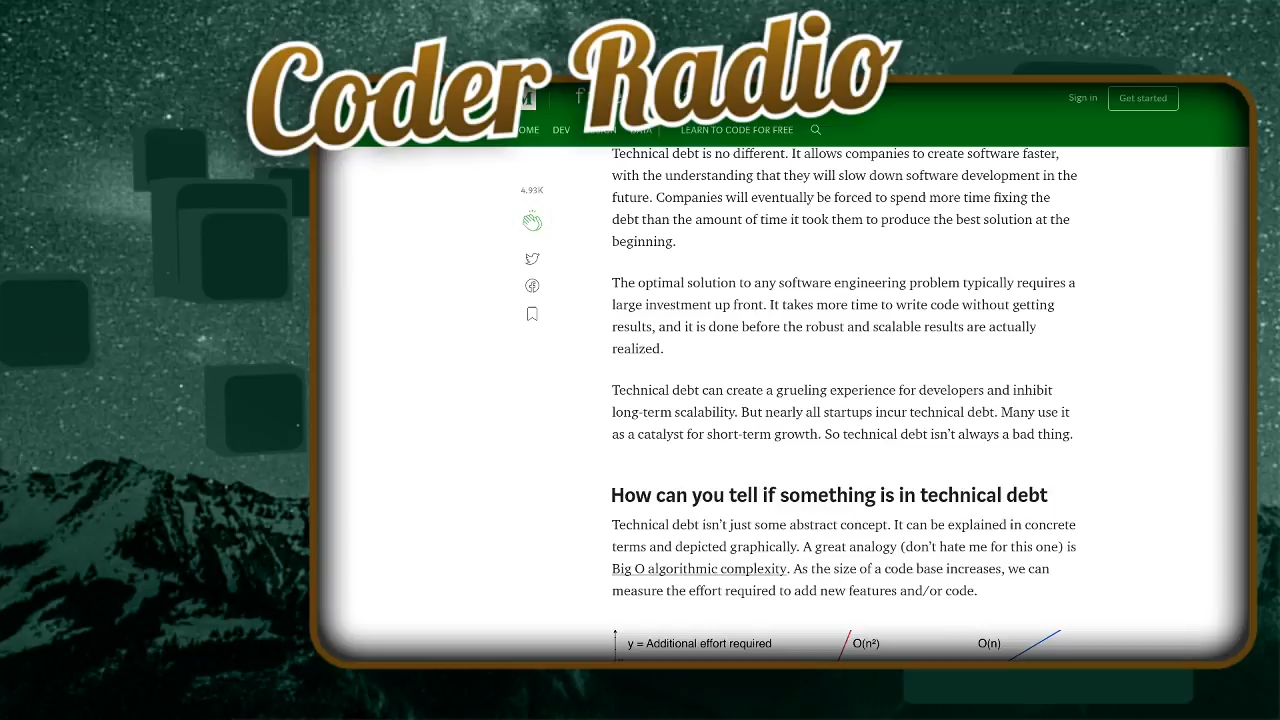 Coder Radio
M
f
Sign in
Get started
OME DEV DESIGN DATA LEARN TO CODE FOR FREE
Technical debt is no different. It allows companies to create software faster,
with the understanding that they will slow down software development in the
future. Companies will eventually be forced to spend more time fixing the
debt than the amount of time it took them to produce the best solution at the
beginning.
4.93K
The optimal solution to any software engineering problem typically requires a
large investment up front. It takes more time to write code without getting
results, and it is done before the robust and scalable results are actually
realized.
Technical debt can create a grueling experience for developers and inhibit
long-term scalability. But nearly all startups incur technical debt. Many use it
as a catalyst for short-term growth. So technical debt isn’t always a bad thing.
How can you tell if something is in technical debt
Technical debt isn’t just some abstract concept. It can be explained in concrete
terms and depicted graphically. A great analogy (don’t hate me for this one) is
Big O algorithmic complexity. As the size of a code base increases, we can
measure the effort required to add new features and/or code.
y = Additional effort required O(n²) O(n)